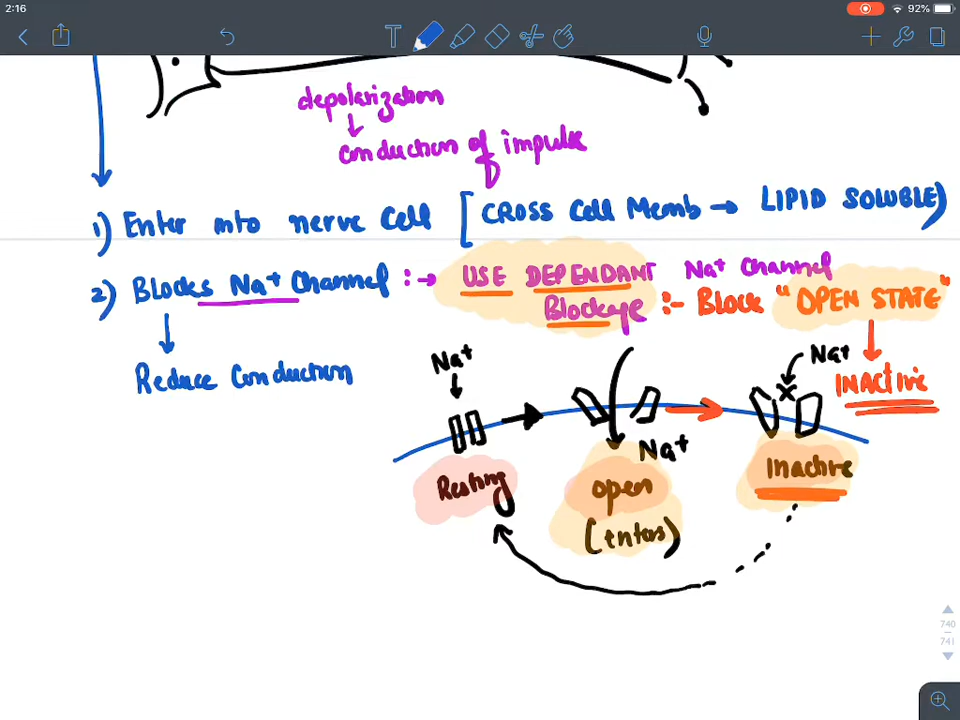 2:16
92%
T
depolarization
conduction of impulse
1) Enter into nerve Cell [CROSS Cell Memb → LIPID SOLUBLE)
2) Blocks Na+ Channel :→ USE DEPENDANT Na+ Channel
Blockage :- Block "OPEN STATE"
Reduce Conduction
INACTIVE
Na+
Na+
Na+
Resting
open
(enters)
Inactive
740
741